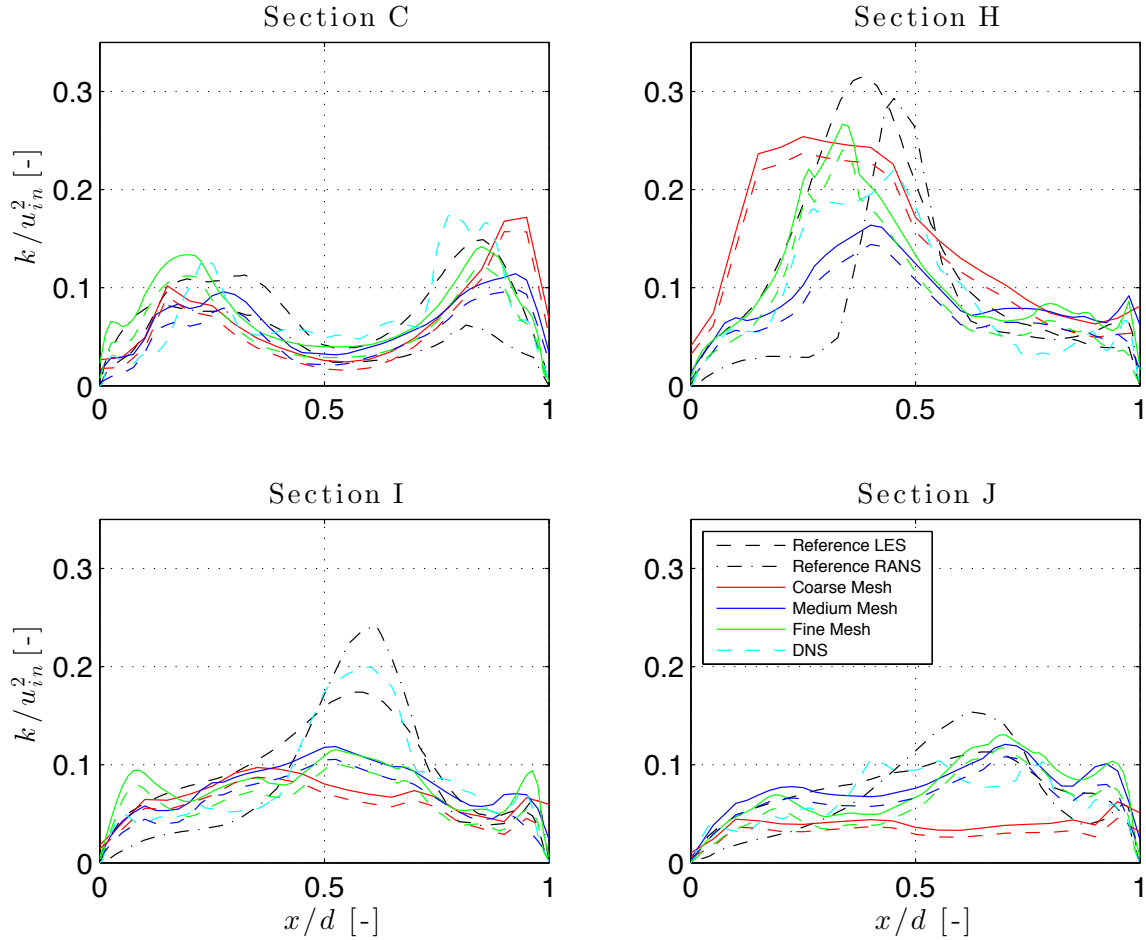 Section C
Section H
k/u²ᵢₙ [-]
0.3
0.2
0.1
0
0
0.5
1
0.3
0.2
0.1
0
0
0.5
1
Section I
Section J
k/u²ᵢₙ [-]
0.3
0.2
0.1
0
0
0.5
1
x/d [-]
0.3
0.2
0.1
0
0
0.5
1
x/d [-]
Reference LES
Reference RANS
Coarse Mesh
Medium Mesh
Fine Mesh
DNS